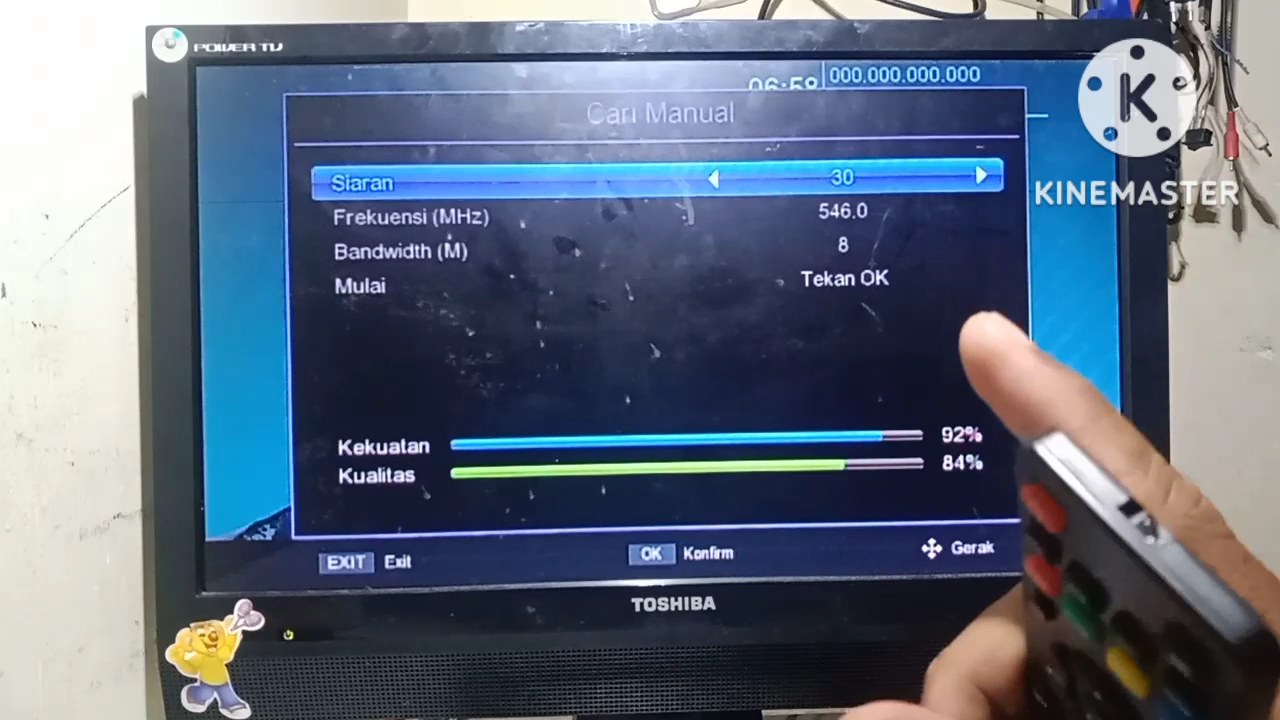 POWER TV
06:58
000.000.000.000
Cari Manual
Siaran 30
Frekuensi (MHz) 546.0
Bandwidth (M) 8
Mulai Tekan OK
Kekuatan 92%
Kualitas 84%
EXIT Exit OK Konfirm Gerak
TOSHIBA
K
KINEMASTER